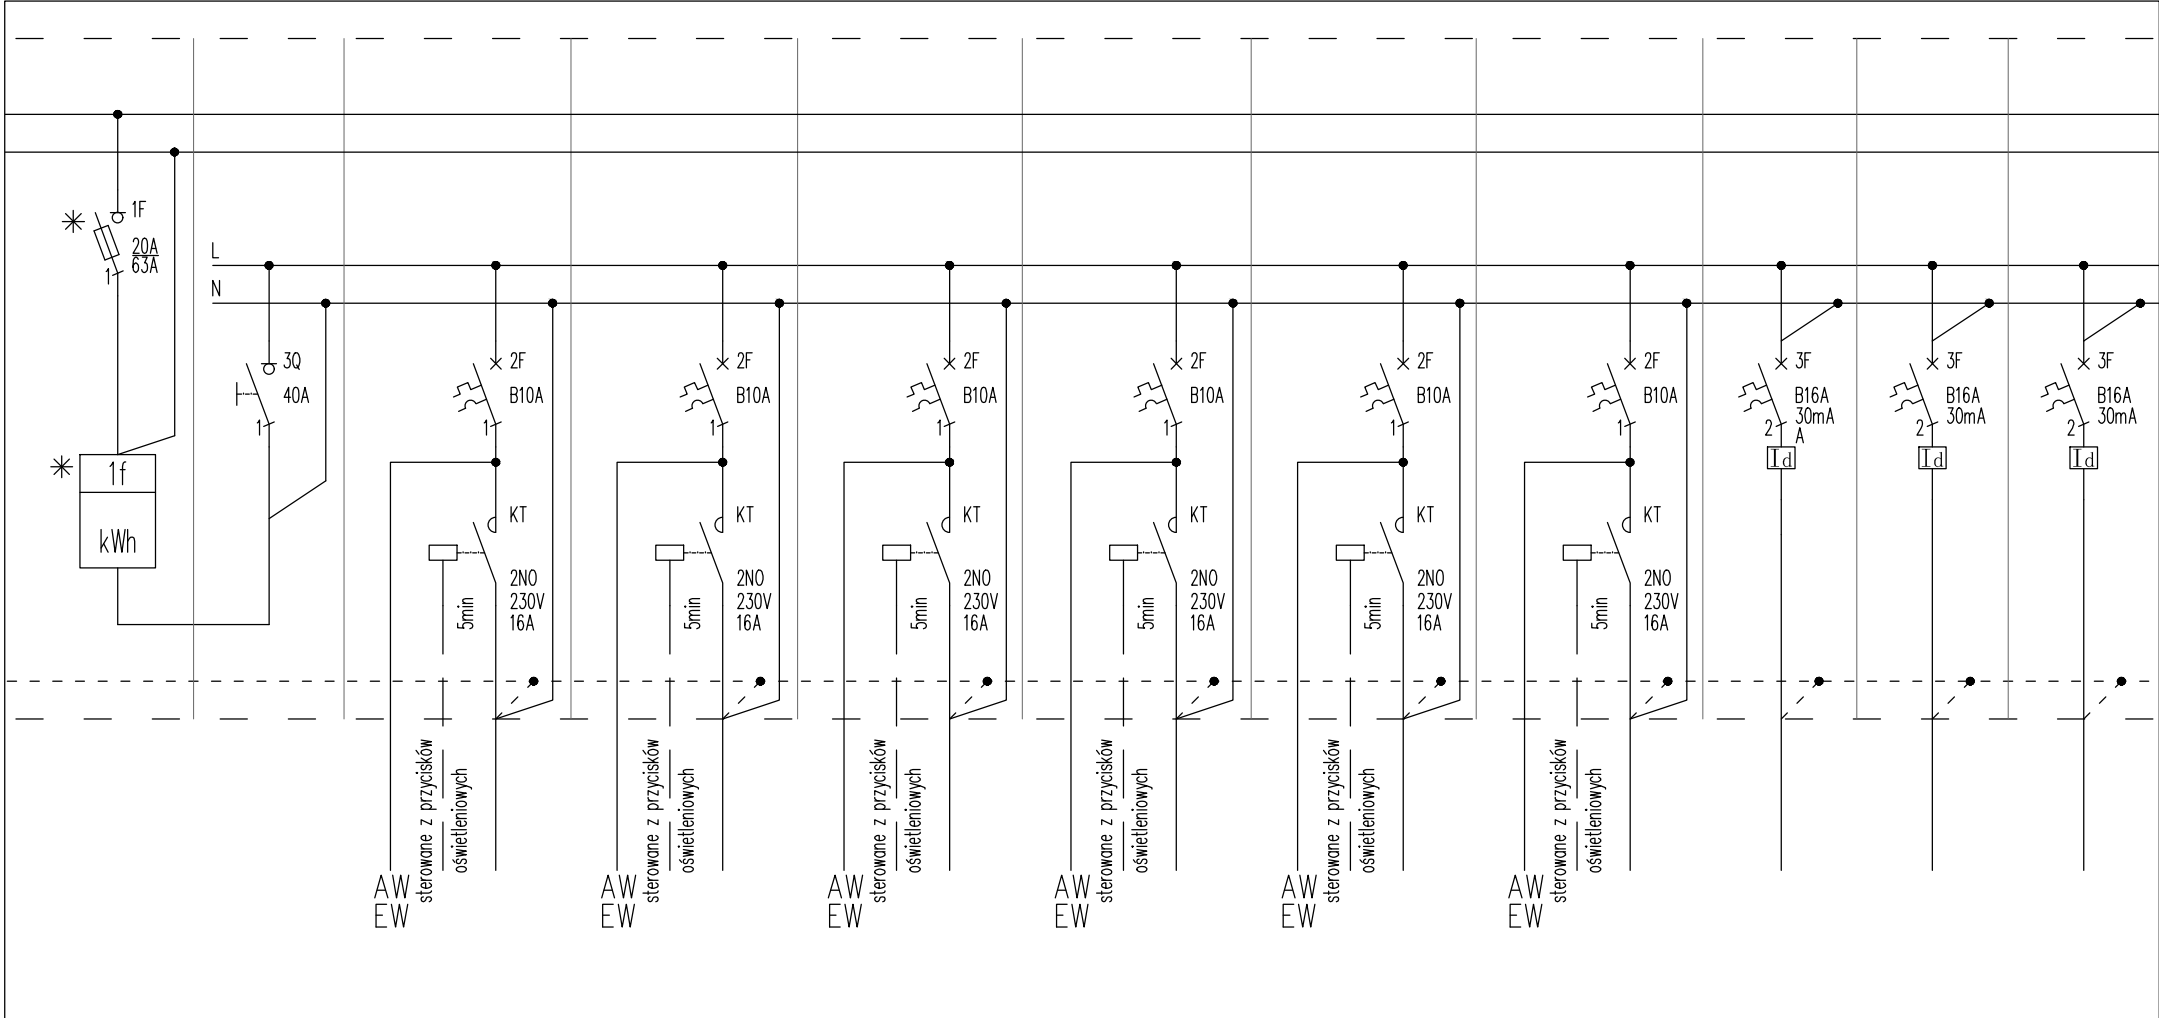 1F
20A
63A
1
1f
kWh
L
N
3Q
40A
1
2F
B10A
1
KT
2NO
230V
16A
5min
sterowane z przycisków
oświetleniowych
AW
EW
2F
B10A
1
KT
2NO
230V
16A
5min
sterowane z przycisków
oświetleniowych
AW
EW
2F
B10A
1
KT
2NO
230V
16A
5min
sterowane z przycisków
oświetleniowych
AW
EW
2F
B10A
1
KT
2NO
230V
16A
5min
sterowane z przycisków
oświetleniowych
AW
EW
2F
B10A
1
KT
2NO
230V
16A
5min
sterowane z przycisków
oświetleniowych
AW
EW
2F
B10A
1
KT
2NO
230V
16A
5min
sterowane z przycisków
oświetleniowych
AW
EW
3F
B16A
30mA
A
2
Id
3F
B16A
30mA
2
Id
3F
B16A
30mA
2
Id